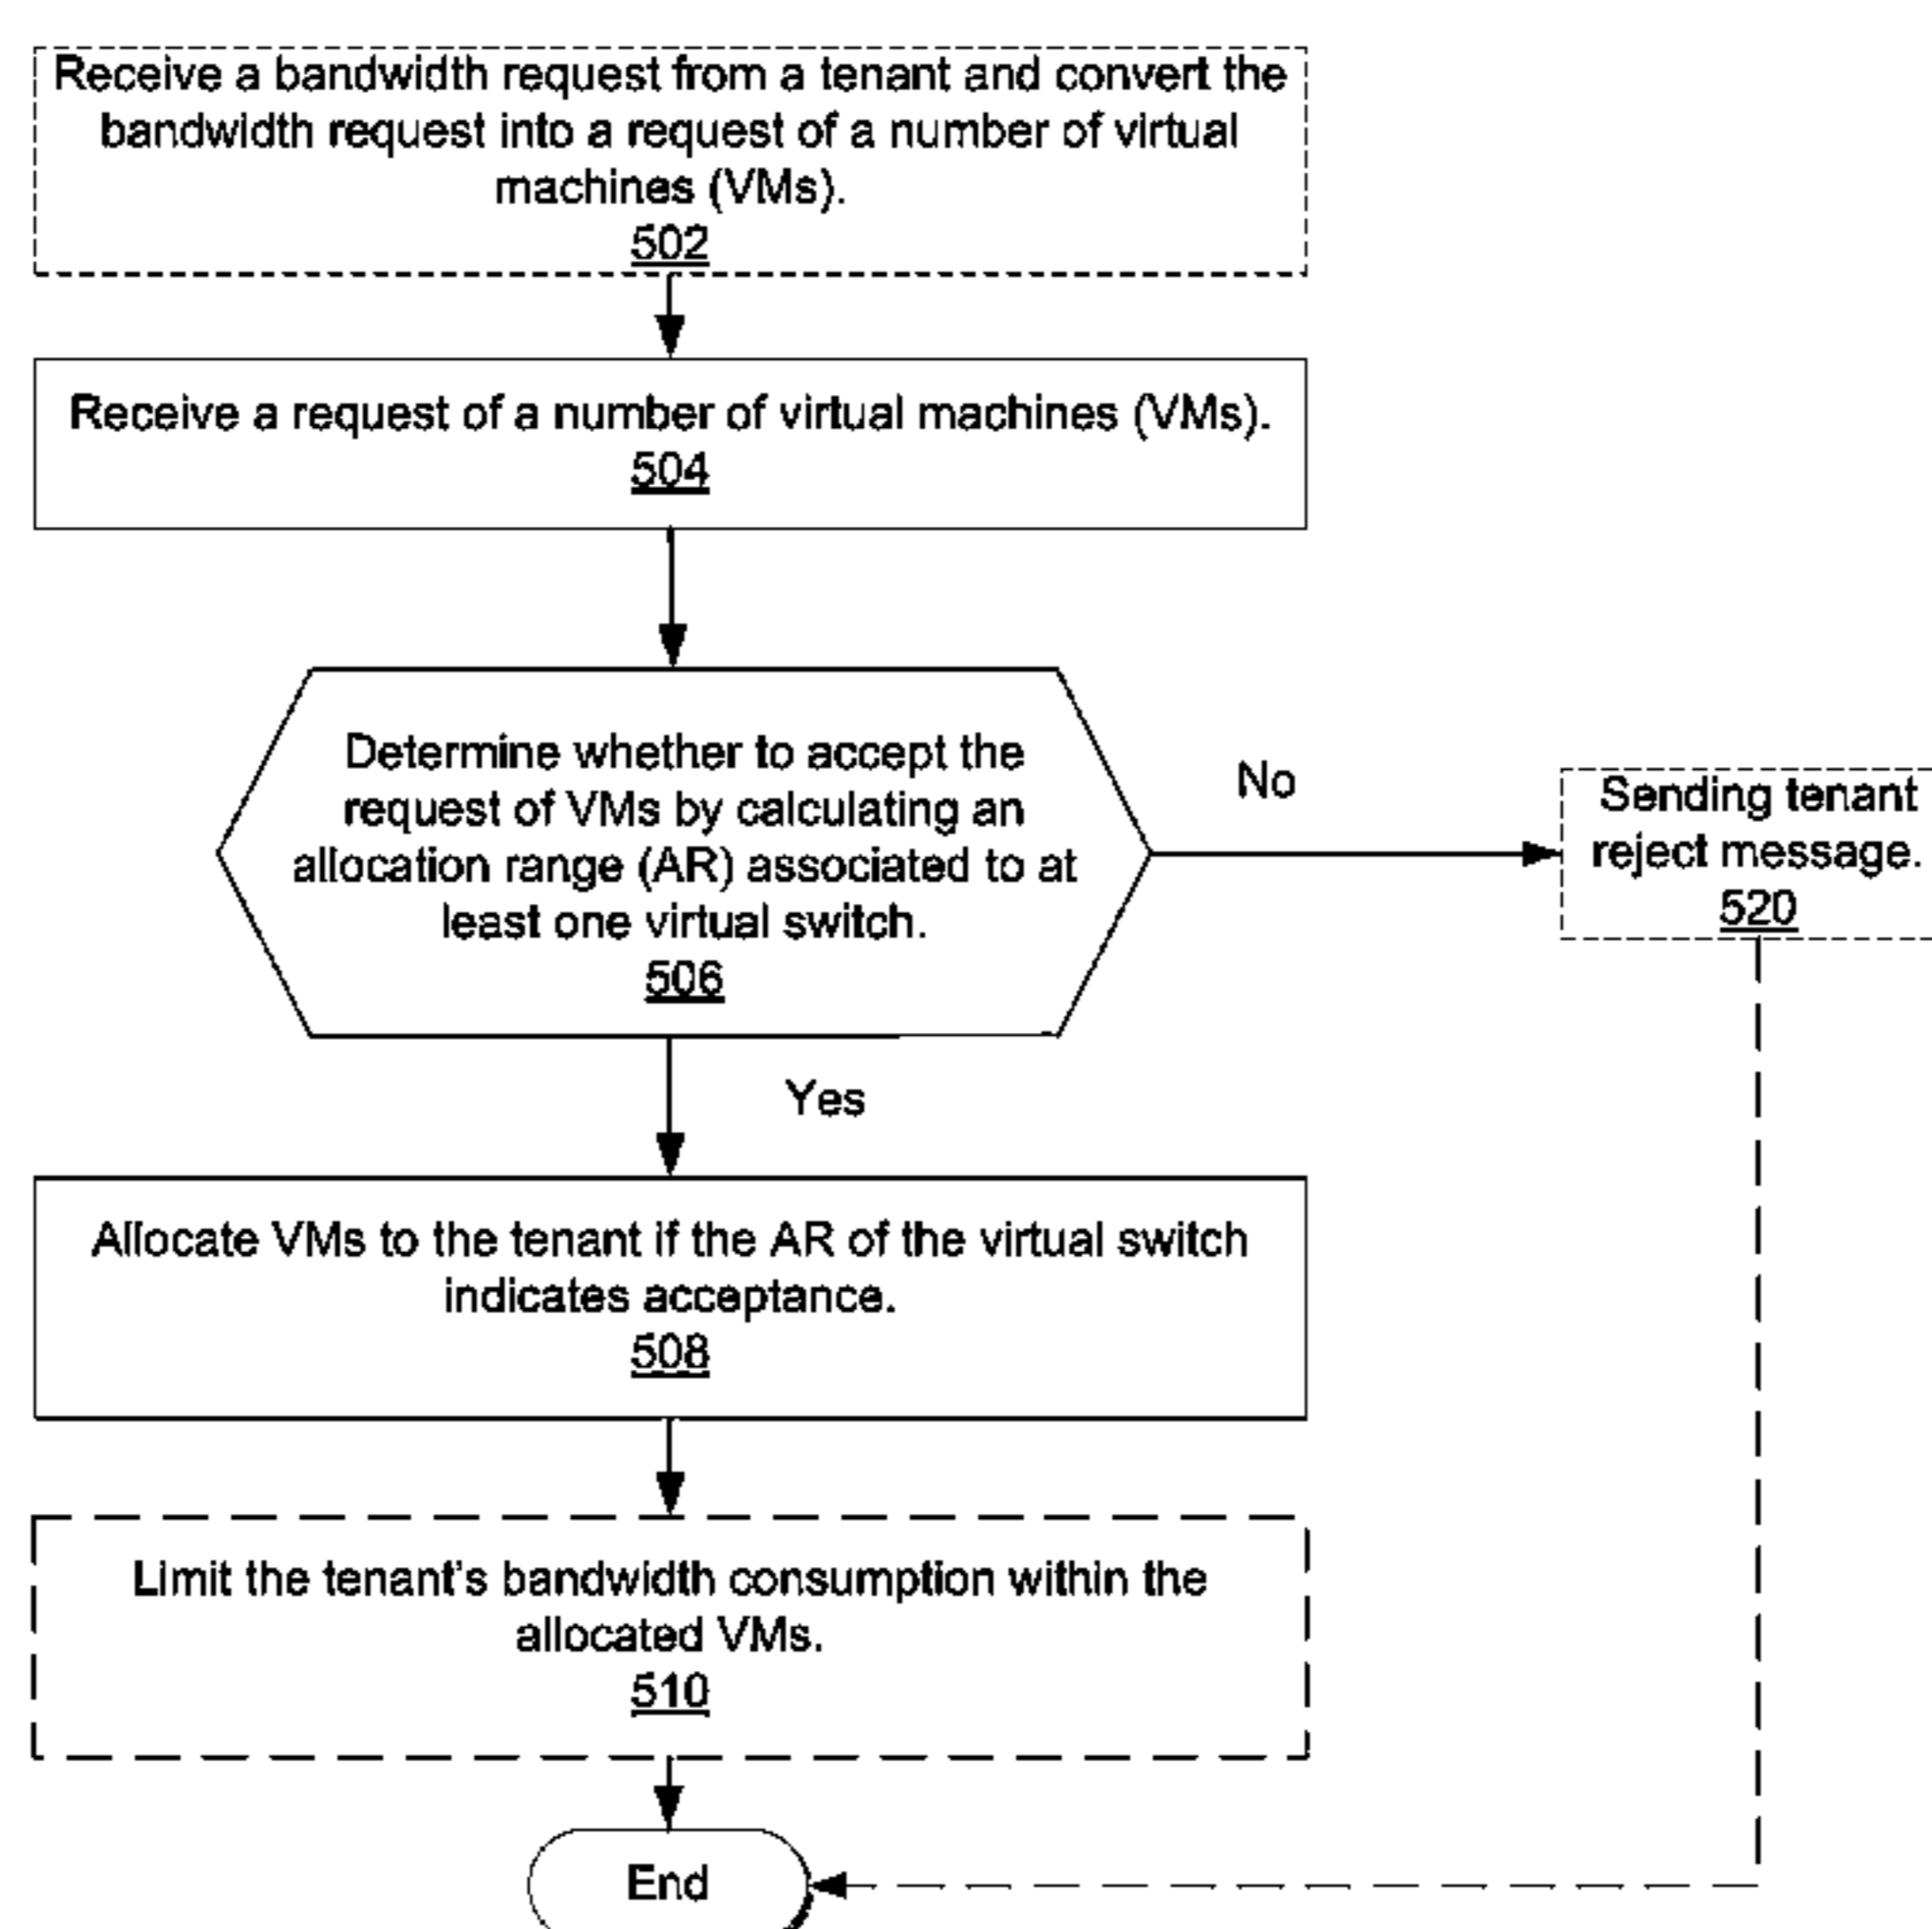 Receive a bandwidth request from a tenant and convert the
bandwidth request into a request of a number of virtual
machines (VMs).
502
Receive a request of a number of virtual machines (VMs).
504
Determine whether to accept the
request of VMs by calculating an
allocation range (AR) associated to at
least one virtual switch.
506
No
Sending tenant
reject message.
520
Yes
Allocate VMs to the tenant if the AR of the virtual switch
indicates acceptance.
508
Limit the tenant's bandwidth consumption within the
allocated VMs.
510
End